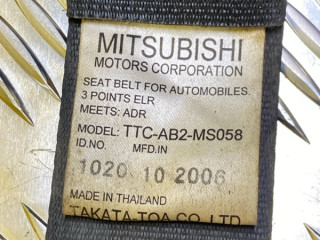 MITSUBISHI
MOTORS CORPORATION
SEAT BELT FOR AUTOMOBILES.
3 POINTS ELR
MEETS: ADR
MODEL: TTC-AB2-MS058
ID.NO. MFD.IN
1020 10 2006
MADE IN THAILAND
TAKATA-TOA CO. LTD